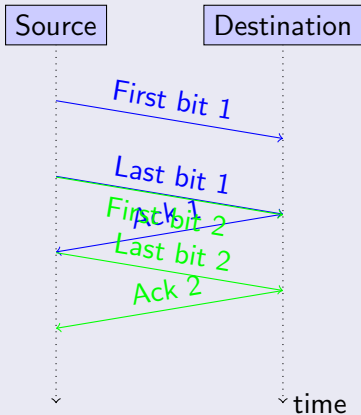 Source
Destination
First bit 1
Last bit 1
First bit 2
Ack 1
Last bit 2
Ack 2
time